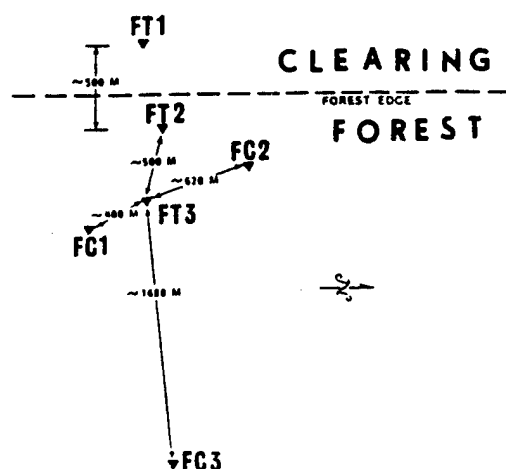 FT1
CLEARING
~500 M
FOREST EDGE
FT2
FOREST
~500 M
FC2
~620 M
~400 M
FT3
FC1
~1600 M
FC3